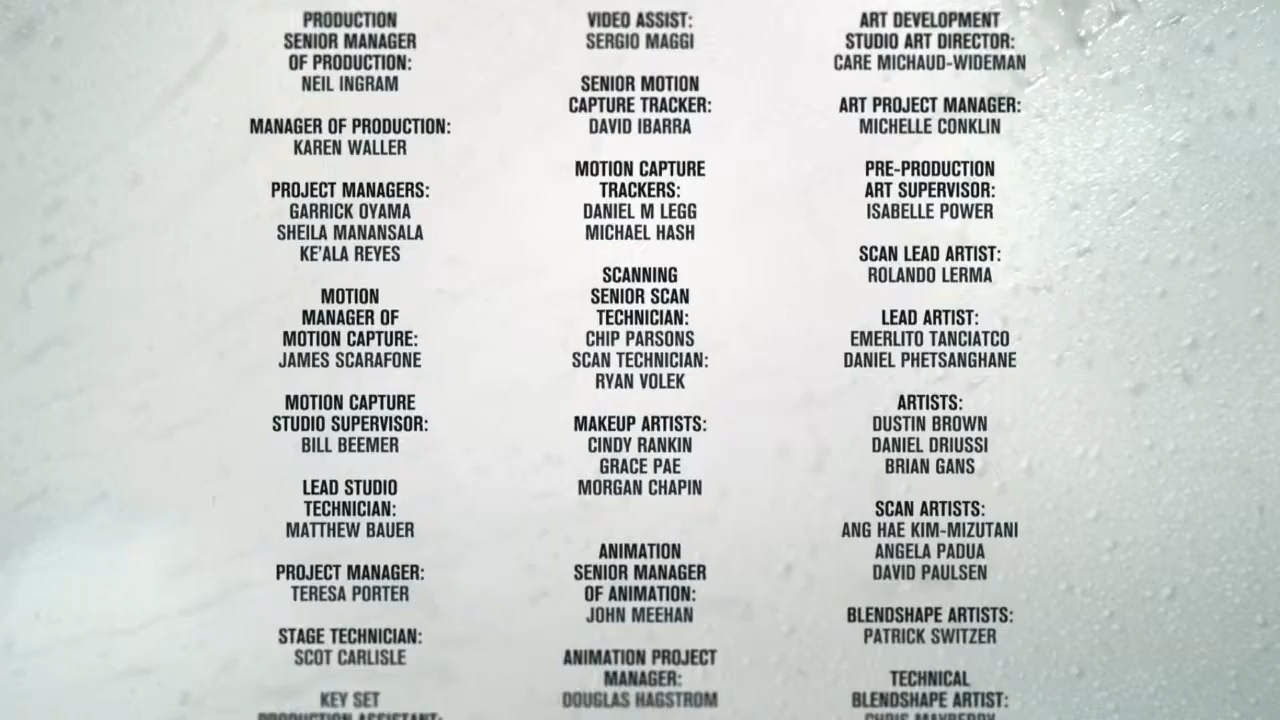 PRODUCTION
SENIOR MANAGER
OF PRODUCTION:
NEIL INGRAM
MANAGER OF PRODUCTION:
KAREN WALLER
PROJECT MANAGERS:
GARRICK OYAMA
SHEILA MANANSALA
KE'ALA REYES
MOTION
MANAGER OF
MOTION CAPTURE:
JAMES SCARAFONE
MOTION CAPTURE
STUDIO SUPERVISOR:
BILL BEEMER
LEAD STUDIO
TECHNICIAN:
MATTHEW BAUER
PROJECT MANAGER:
TERESA PORTER
STAGE TECHNICIAN:
SCOT CARLISLE
KEY SET
PRODUCTION ASSISTANT:
VIDEO ASSIST:
SERGIO MAGGI
SENIOR MOTION
CAPTURE TRACKER:
DAVID IBARRA
MOTION CAPTURE
TRACKERS:
DANIEL M LEGG
MICHAEL HASH
SCANNING
SENIOR SCAN
TECHNICIAN:
CHIP PARSONS
SCAN TECHNICIAN:
RYAN VOLEK
MAKEUP ARTISTS:
CINDY RANKIN
GRACE PAE
MORGAN CHAPIN
ANIMATION
SENIOR MANAGER
OF ANIMATION:
JOHN MEEHAN
ANIMATION PROJECT
MANAGER:
DOUGLAS HAGSTROM
ART DEVELOPMENT
STUDIO ART DIRECTOR:
CARE MICHAUD-WIDEMAN
ART PROJECT MANAGER:
MICHELLE CONKLIN
PRE-PRODUCTION
ART SUPERVISOR:
ISABELLE POWER
SCAN LEAD ARTIST:
ROLANDO LERMA
LEAD ARTIST:
EMERLITO TANCIATCO
DANIEL PHETSANGHANE
ARTISTS:
DUSTIN BROWN
DANIEL DRIUSSI
BRIAN GANS
SCAN ARTISTS:
ANG HAE KIM-MIZUTANI
ANGELA PADUA
DAVID PAULSEN
BLENDSHAPE ARTISTS:
PATRICK SWITZER
TECHNICAL
BLENDSHAPE ARTIST:
CHRIS MAYBERRY